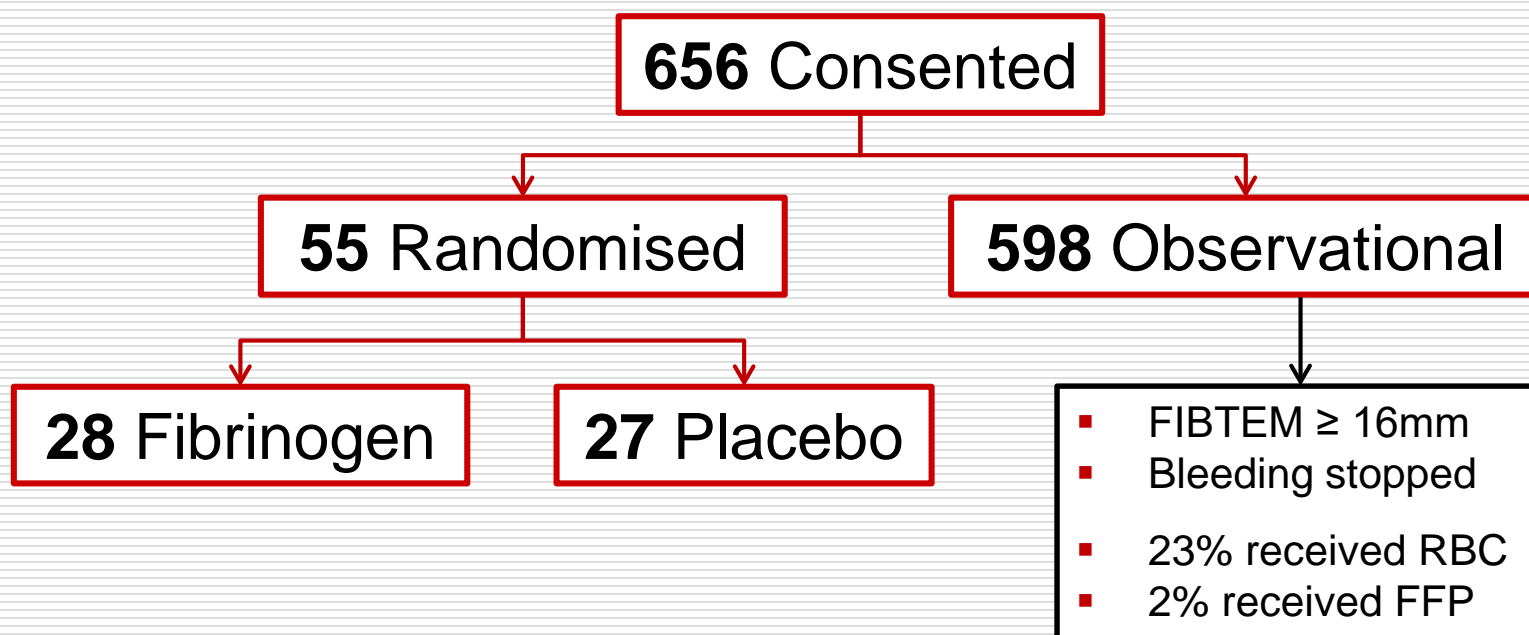 656 Consented
55 Randomised
598 Observational
28 Fibrinogen
27 Placebo
▪ FIBTEM ≥ 16mm
▪ Bleeding stopped
▪ 23% received RBC
▪ 2% received FFP